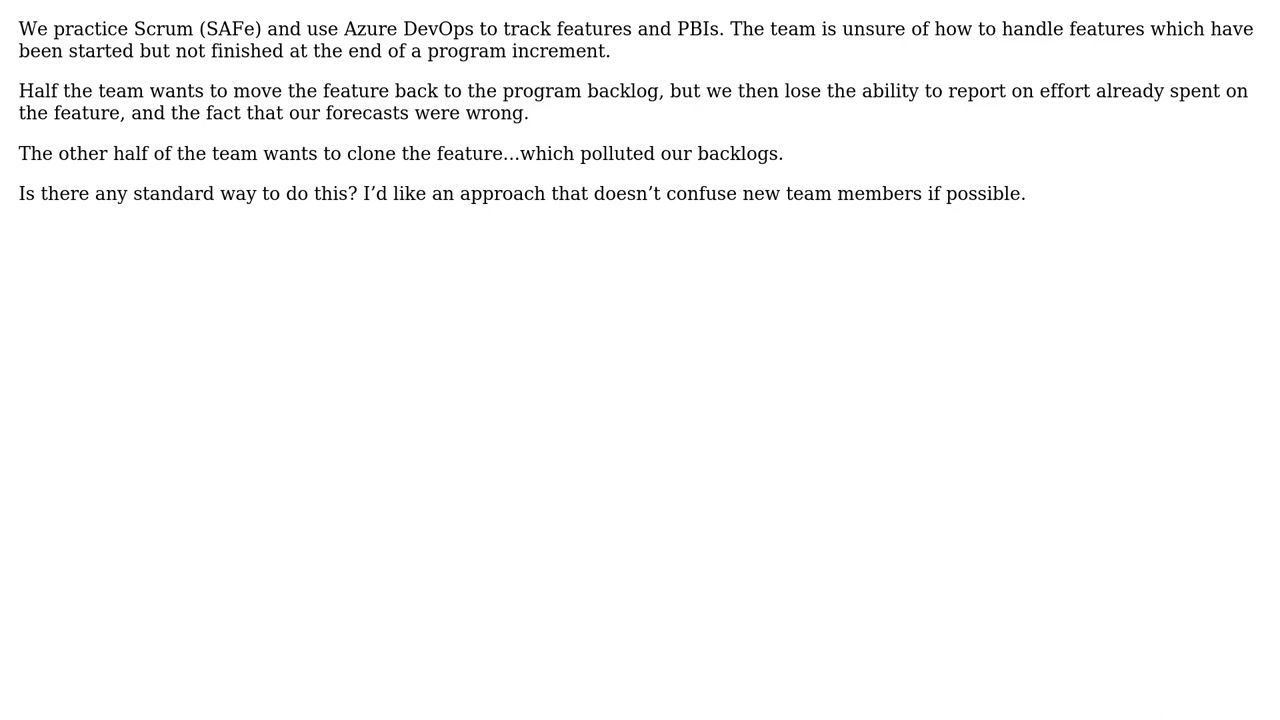 We practice Scrum (SAFe) and use Azure DevOps to track features and PBIs. The team is unsure of how to handle features which have
been started but not finished at the end of a program increment.
Half the team wants to move the feature back to the program backlog, but we then lose the ability to report on effort already spent on
the feature, and the fact that our forecasts were wrong.
The other half of the team wants to clone the feature…which polluted our backlogs.
Is there any standard way to do this? I’d like an approach that doesn’t confuse new team members if possible.